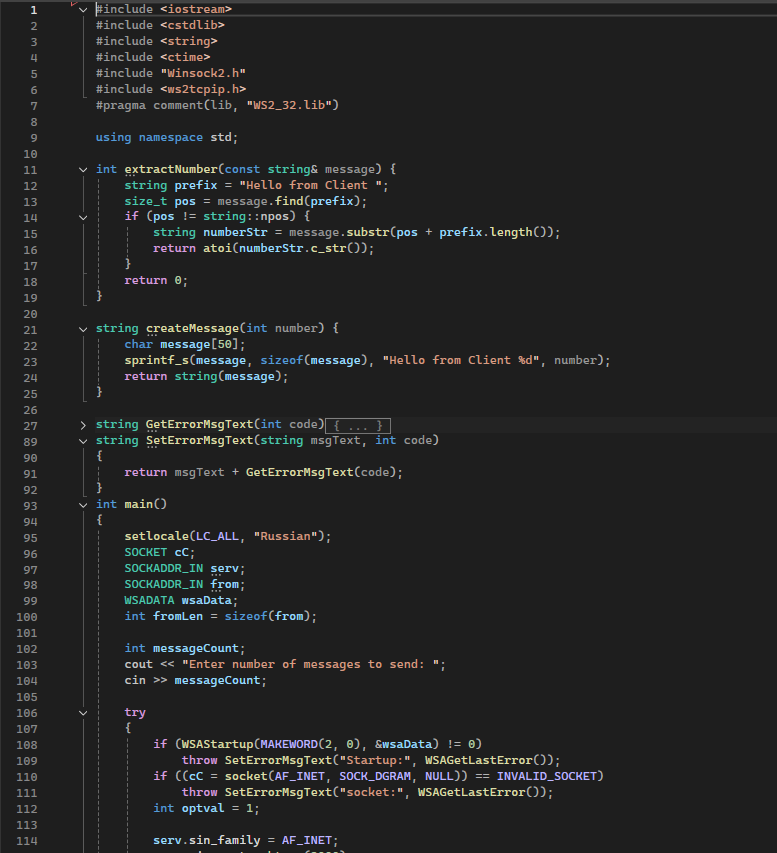 1 #include <iostream>
2 #include <cstdlib>
3 #include <string>
4 #include <ctime>
5 #include "Winsock2.h"
6 #include <ws2tcpip.h>
7 #pragma comment(lib, "WS2_32.lib")
8
9 using namespace std;
10
11 int extractNumber(const string& message) {
12 string prefix = "Hello from Client ";
13 size_t pos = message.find(prefix);
14 if (pos != string::npos) {
15 string numberStr = message.substr(pos + prefix.length());
16 return atoi(numberStr.c_str());
17 }
18 return 0;
19 }
20
21 string createMessage(int number) {
22 char message[50];
23 sprintf_s(message, sizeof(message), "Hello from Client %d", number);
24 return string(message);
25 }
26
27 string GetErrorMsgText(int code){ ... }
89 string SetErrorMsgText(string msgText, int code)
90 {
91 return msgText + GetErrorMsgText(code);
92 }
93 int main()
94 {
95 setlocale(LC_ALL, "Russian");
96 SOCKET cC;
97 SOCKADDR_IN serv;
98 SOCKADDR_IN from;
99 WSADATA wsaData;
100 int fromLen = sizeof(from);
101
102 int messageCount;
103 cout << "Enter number of messages to send: ";
104 cin >> messageCount;
105
106 try
107 {
108 if (WSAStartup(MAKEWORD(2, 0), &wsaData) != 0)
109 throw SetErrorMsgText("Startup:", WSAGetLastError());
110 if ((cC = socket(AF_INET, SOCK_DGRAM, NULL)) == INVALID_SOCKET)
111 throw SetErrorMsgText("socket:", WSAGetLastError());
112 int optval = 1;
113
114 serv.sin_family = AF_INET;